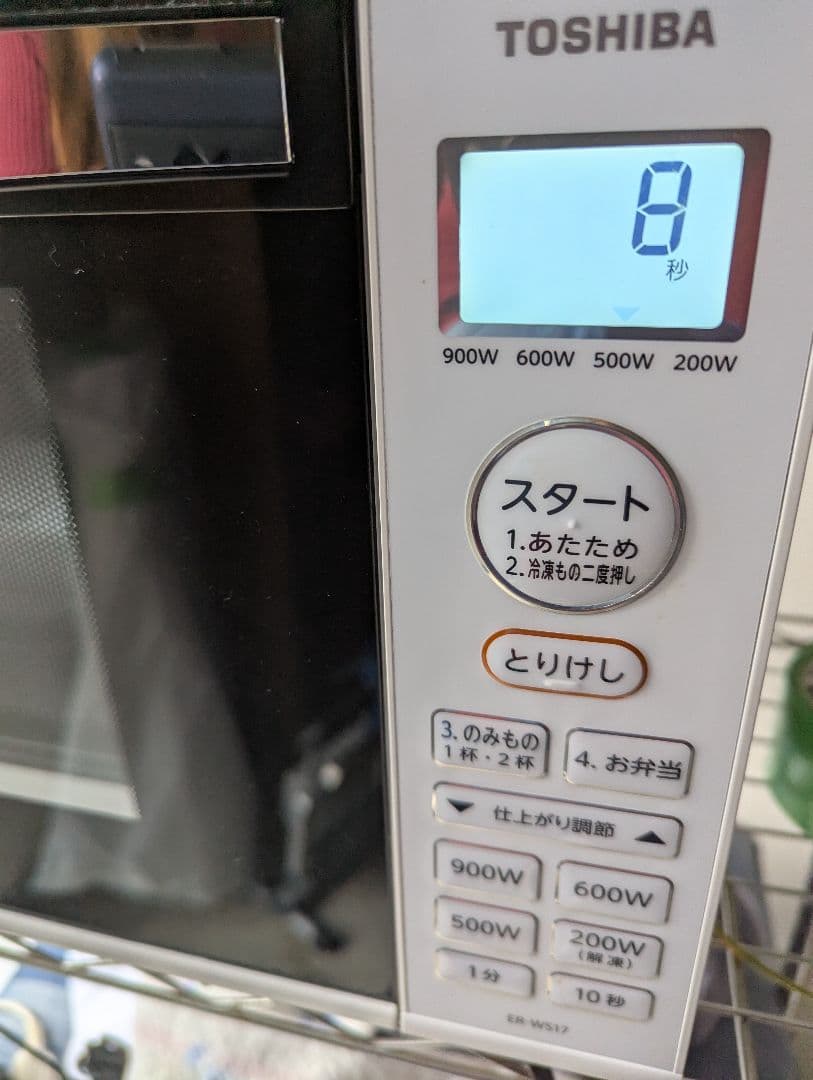 TOSHIBA
8
秒
900W 600W 500W 200W
スタート
1.あたため
2.冷凍もの二度押し
とりけし
3.のみもの
1杯・2杯
4.お弁当
▼ 仕上がり調節 ▲
900W
600W
500W
200W
(解凍)
1分
10秒
ER-WS17